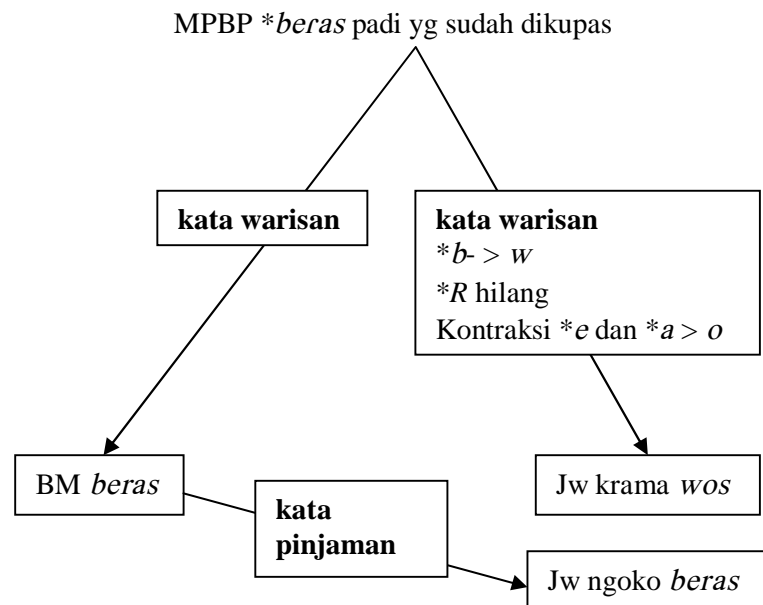 MPBP *beras padi yg sudah dikupas
kata warisan
kata warisan
*b- > w
*R hilang
Kontraksi *e dan *a > o
BM beras
kata
pinjaman
Jw krama wos
Jw ngoko beras